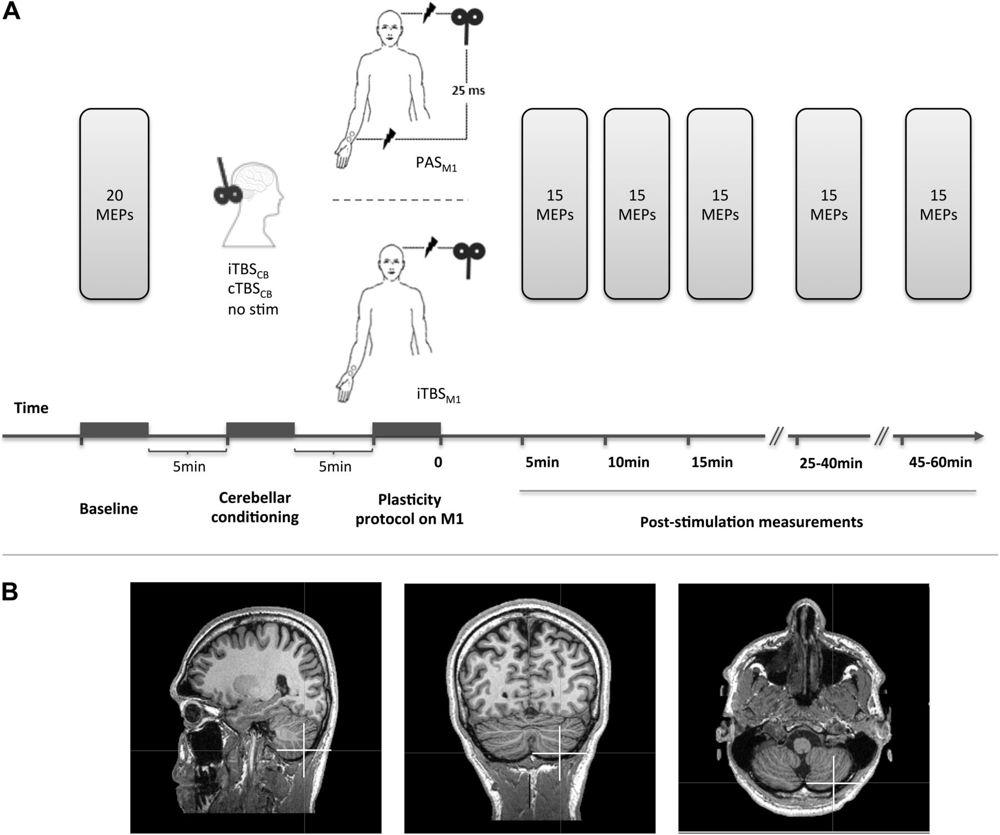 A
25 ms
PAS_M1
20
MEPs
iTBS_CB
cTBS_CB
no stim
iTBS_M1
15
MEPs
15
MEPs
15
MEPs
15
MEPs
15
MEPs
Time
5min
5min
0
5min
10min
15min
25-40min
45-60min
Baseline
Cerebellar
conditioning
Plasticity
protocol on M1
Post-stimulation measurements
B